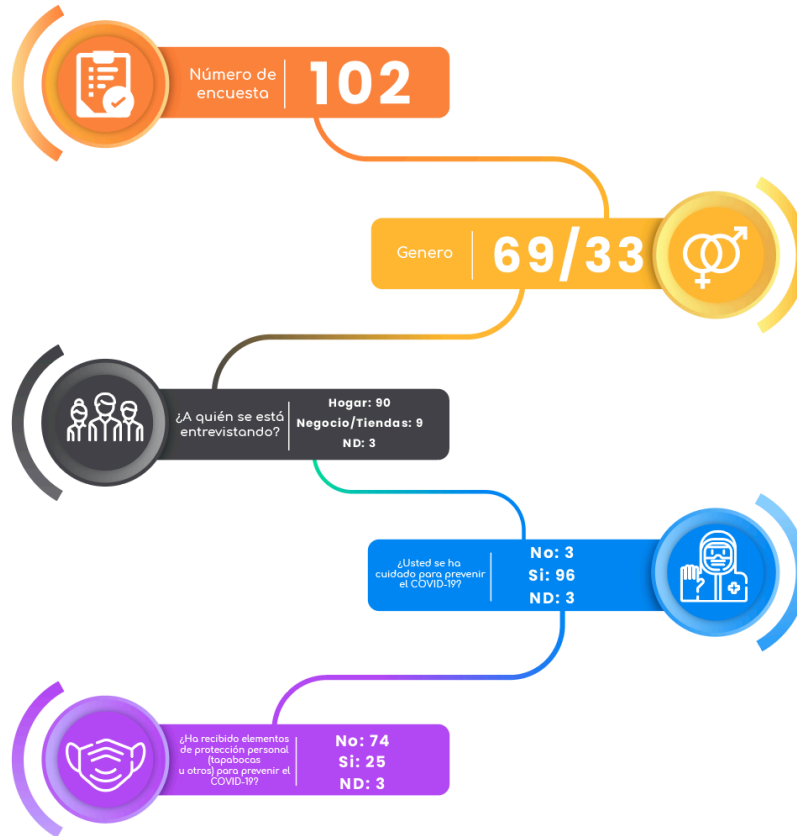 Número de
encuesta
102
Genero
69/33
¿A quién se está
entrevistando?
Hogar: 90
Negocio/Tiendas: 9
ND: 3
¿Usted se ha
cuidado para prevenir
el COVID-19?
No: 3
Si: 96
ND: 3
¿Ha recibido elementos
de protección personal
(tapabocas
u otros) para prevenir el
COVID-19?
No: 74
Si: 25
ND: 3